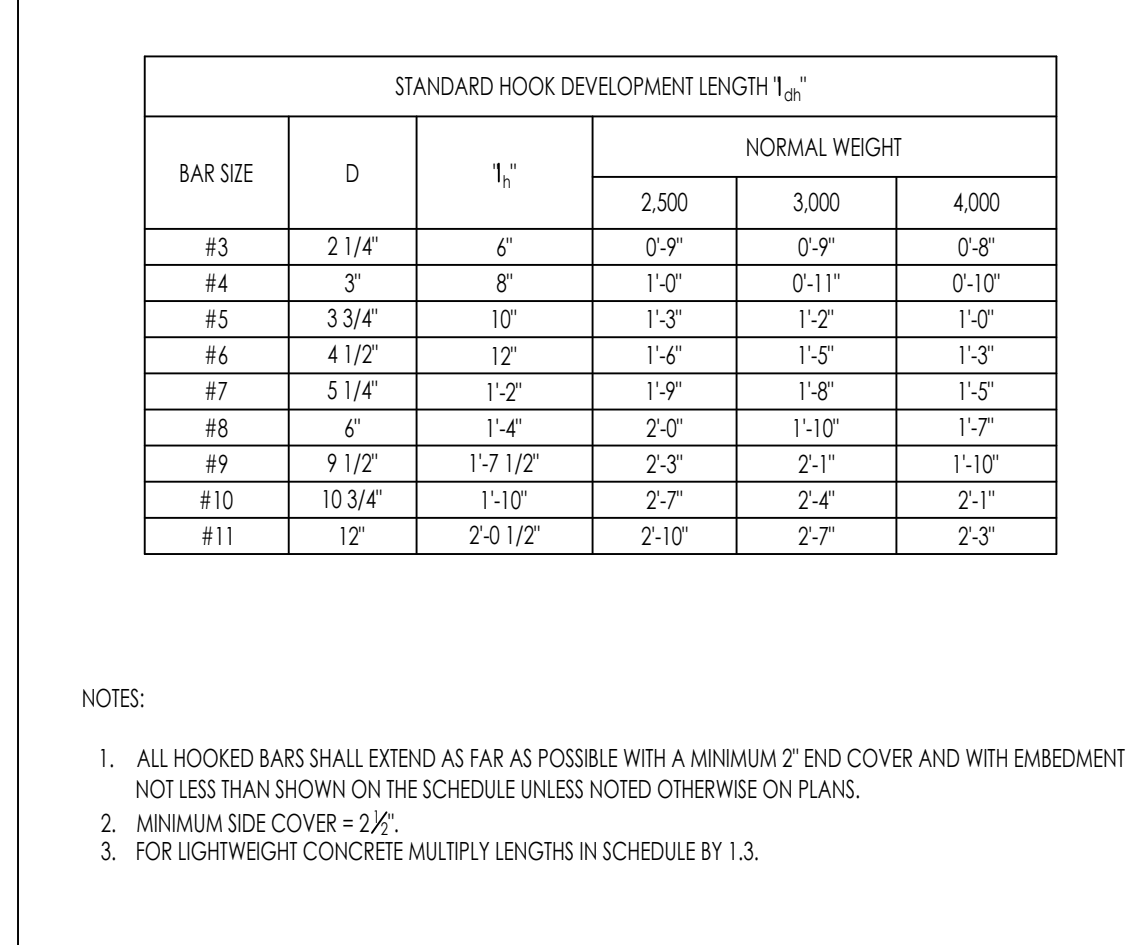 STANDARD HOOK DEVELOPMENT LENGTH "ldh"
BAR SIZE D "lh" NORMAL WEIGHT
2,500 3,000 4,000
#3 2 1/4" 6" 0'-9" 0'-9" 0'-8"
#4 3" 8" 1'-0" 0'-11" 0'-10"
#5 3 3/4" 10" 1'-3" 1'-2" 1'-0"
#6 4 1/2" 12" 1'-6" 1'-5" 1'-3"
#7 5 1/4" 1'-2" 1'-9" 1'-8" 1'-5"
#8 6" 1'-4" 2'-0" 1'-10" 1'-7"
#9 9 1/2" 1'-7 1/2" 2'-3" 2'-1" 1'-10"
#10 10 3/4" 1'-10" 2'-7" 2'-4" 2'-1"
#11 12" 2'-0 1/2" 2'-10" 2'-7" 2'-3"
NOTES:
1. ALL HOOKED BARS SHALL EXTEND AS FAR AS POSSIBLE WITH A MINIMUM 2" END COVER AND WITH EMBEDMENT
NOT LESS THAN SHOWN ON THE SCHEDULE UNLESS NOTED OTHERWISE ON PLANS.
2. MINIMUM SIDE COVER = 2½".
3. FOR LIGHTWEIGHT CONCRETE MULTIPLY LENGTHS IN SCHEDULE BY 1.3.